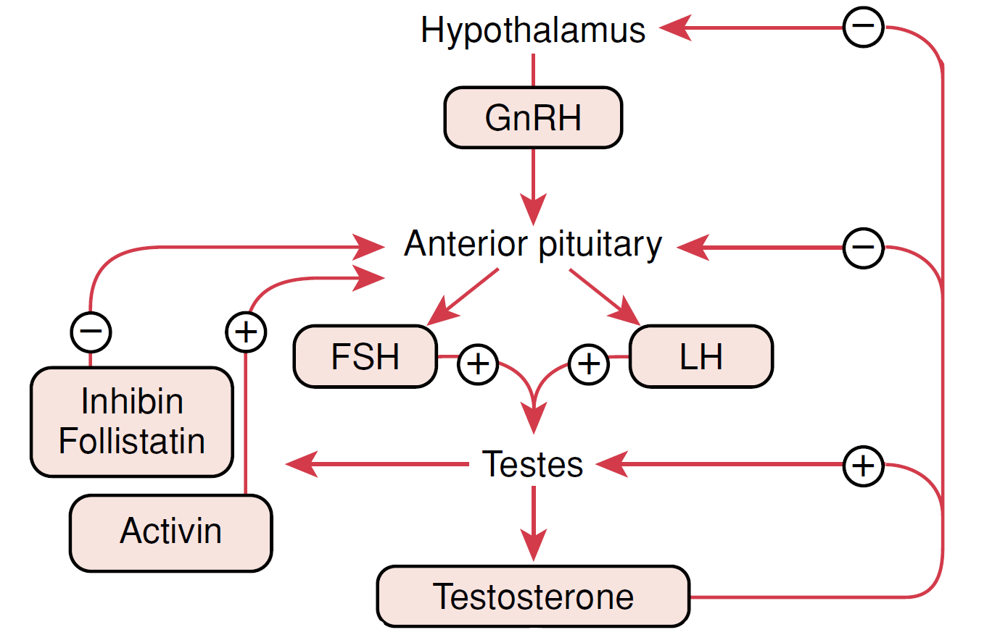 Hypothalamus
−
GnRH
Anterior pituitary
−
−
+
FSH
+
+
LH
Inhibin
Follistatin
Testes
+
Activin
Testosterone